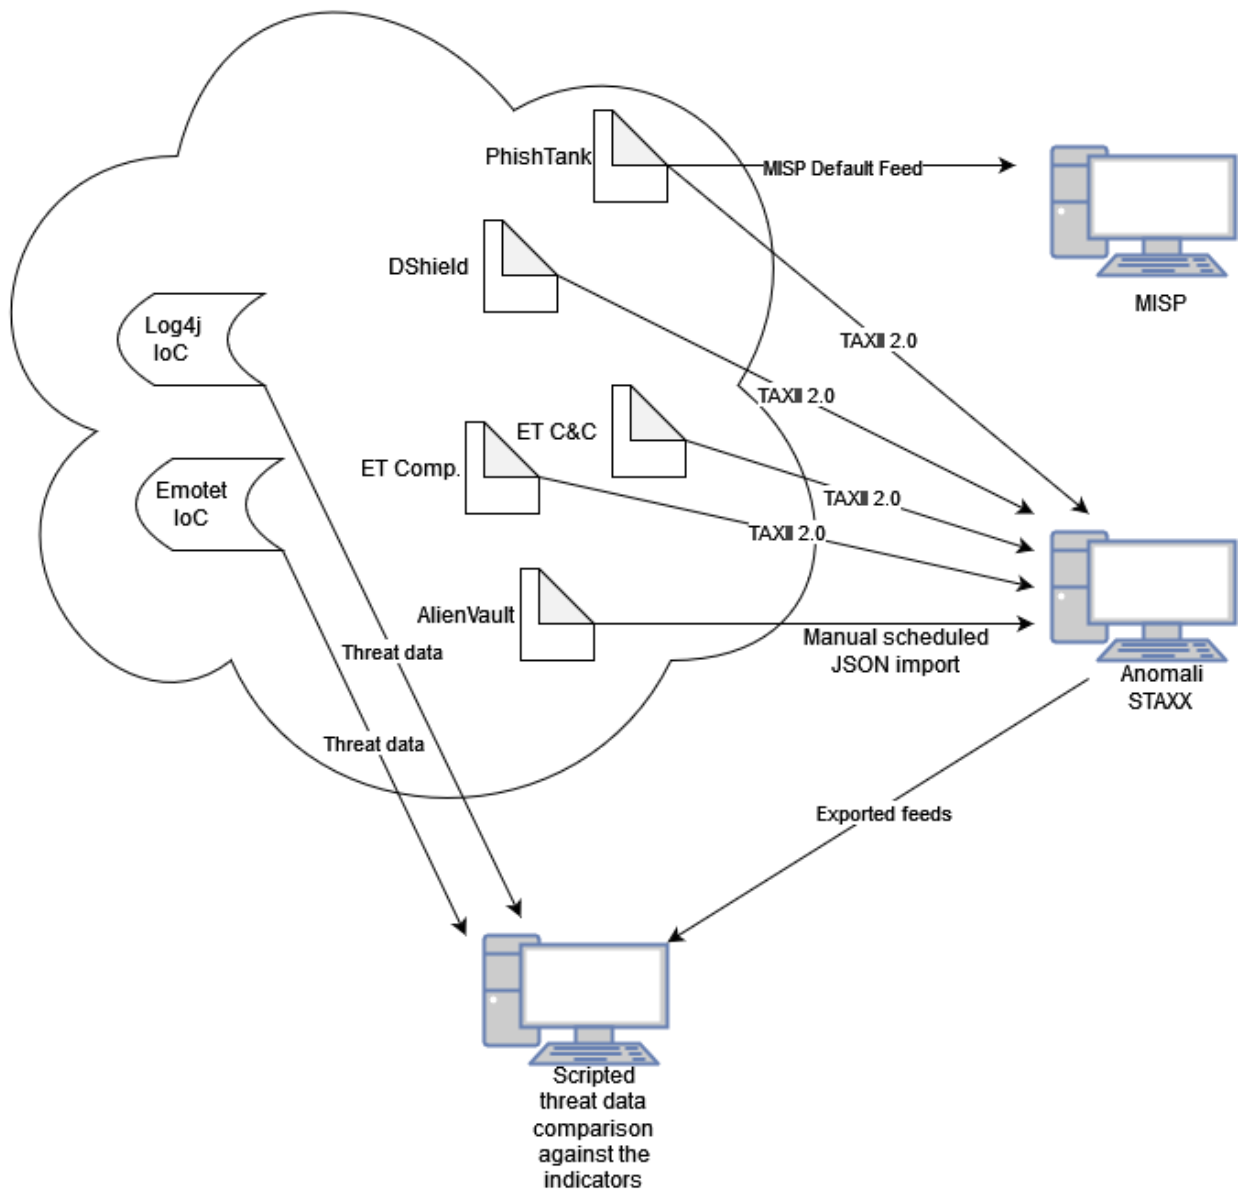 PhishTank
MISP Default Feed
MISP
DShield
TAXII 2.0
Log4j
IoC
TAXII 2.0
ET C&C
ET Comp.
Emotet
IoC
TAXII 2.0
TAXII 2.0
AlienVault
Manual scheduled
JSON import
Threat data
Anomali
STAXX
Threat data
Exported feeds
Scripted
threat data
comparison
against the
indicators